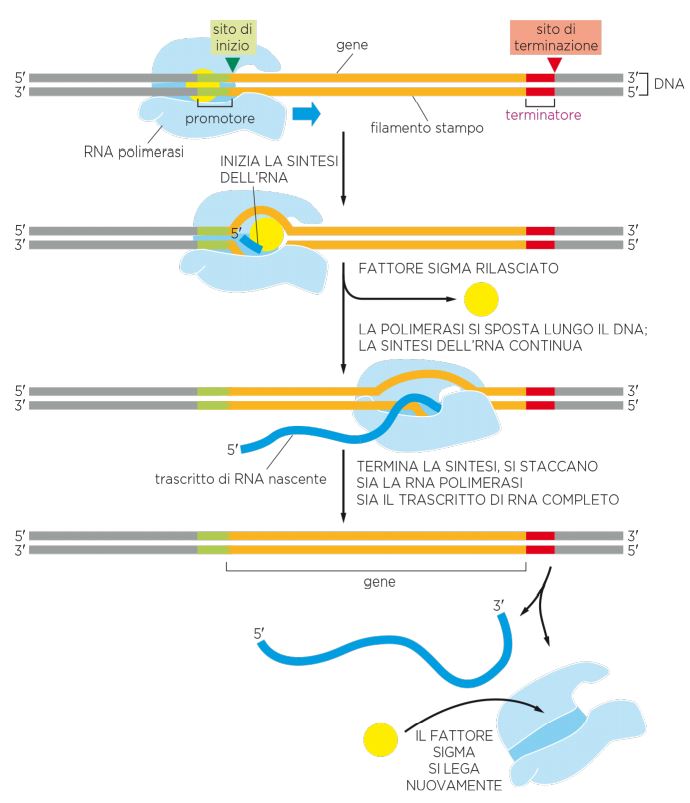 sito di
inizio
gene
sito di
terminazione
5'
3'
3'
5'
DNA
promotore
filamento stampo
terminatore
RNA polimerasi
INIZIA LA SINTESI
DELL'RNA
5'
3'
5'
3'
5'
FATTORE SIGMA RILASCIATO
LA POLIMERASI SI SPOSTA LUNGO IL DNA;
LA SINTESI DELL'RNA CONTINUA
5'
3'
3'
5'
5'
trascritto di RNA nascente
TERMINA LA SINTESI, SI STACCANO
SIA LA RNA POLIMERASI
SIA IL TRASCRITTO DI RNA COMPLETO
5'
3'
3'
5'
gene
5'
3'
IL FATTORE
SIGMA
SI LEGA
NUOVAMENTE